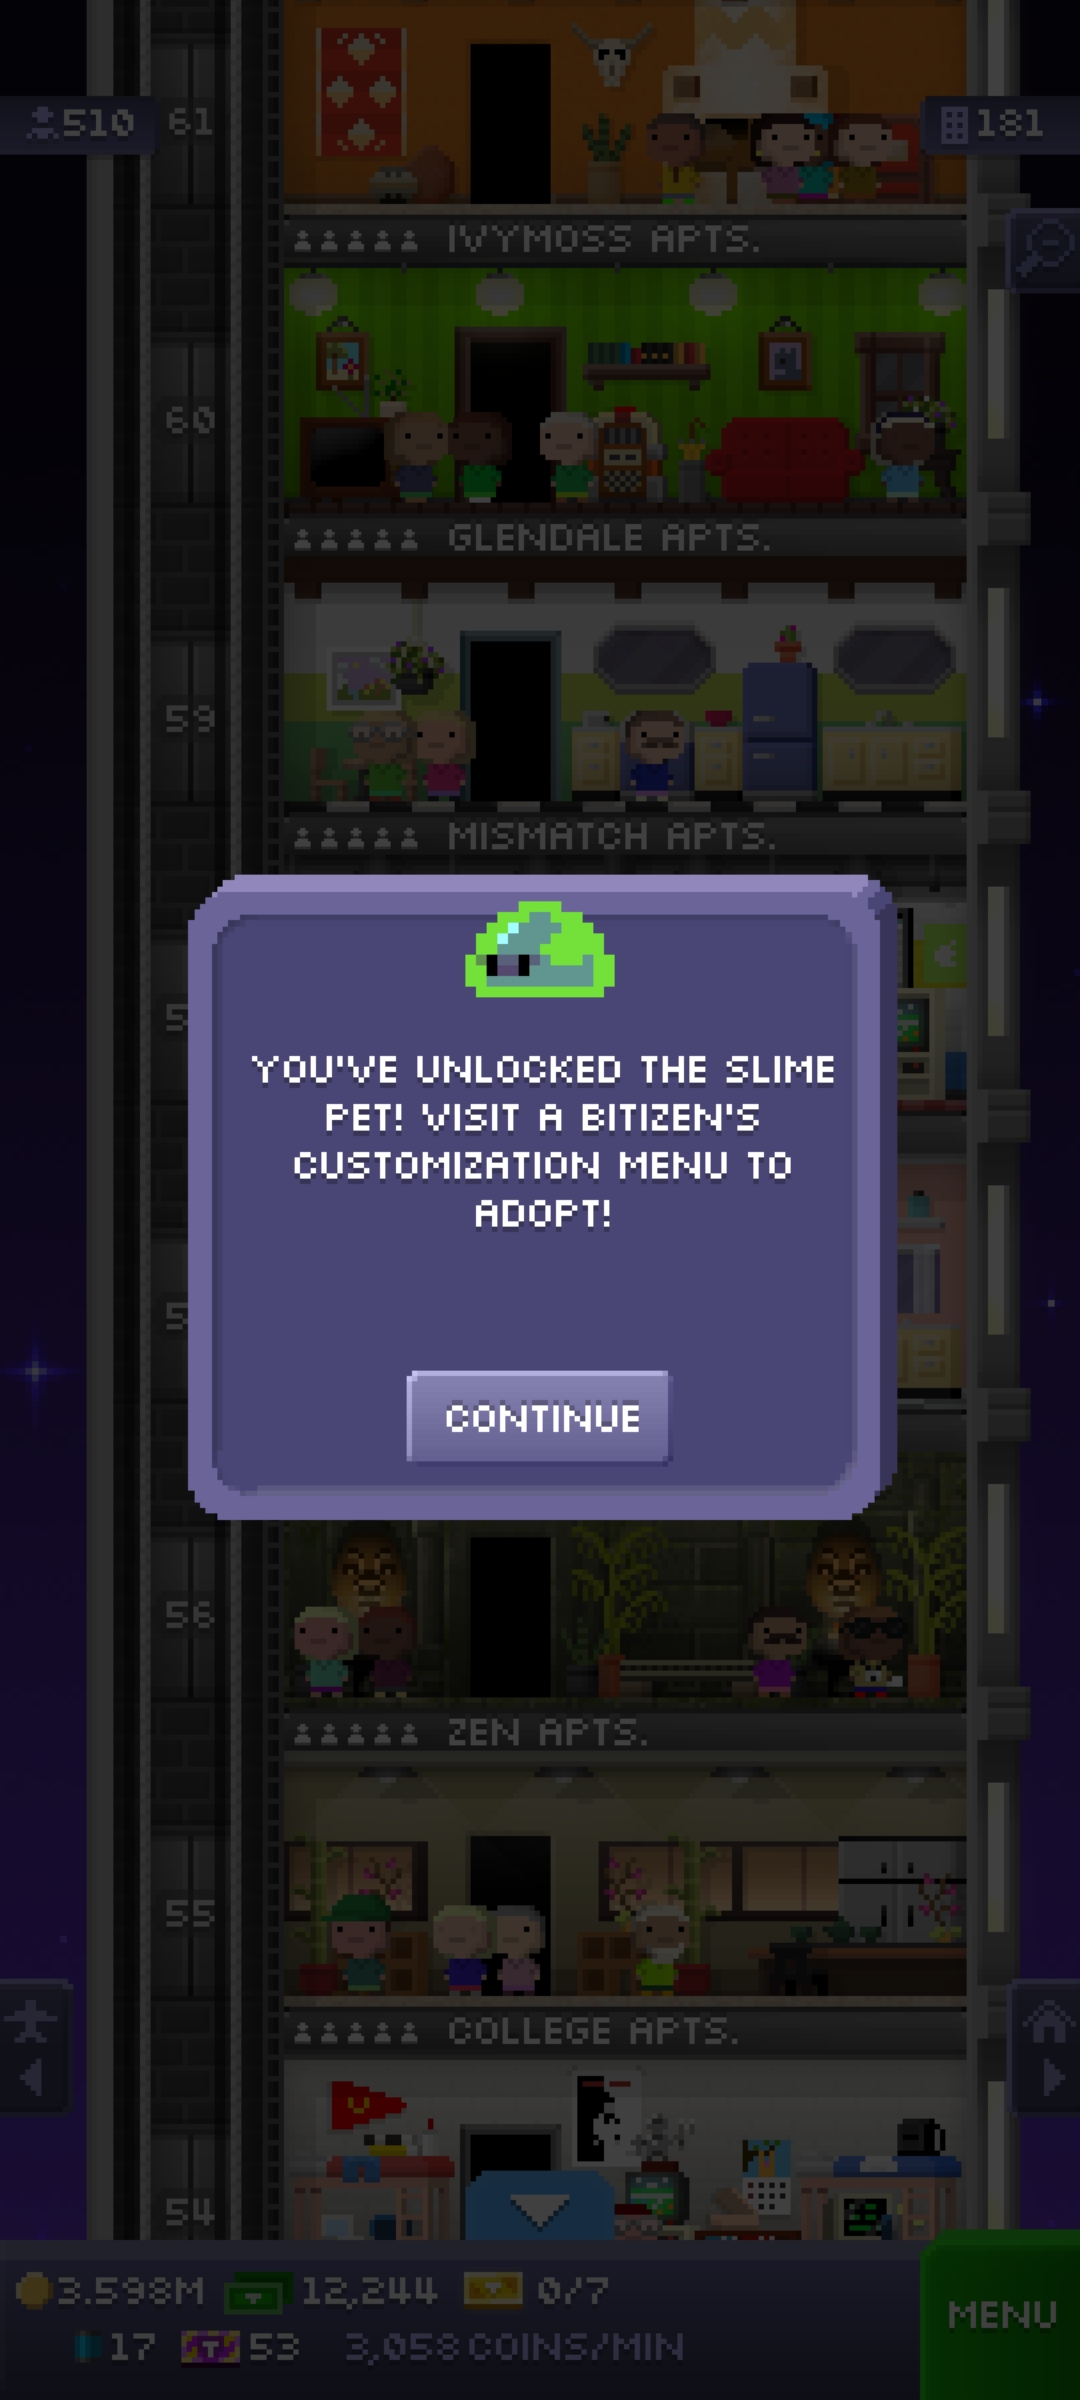 510
61
181
IVYMOSS APTS.
60
GLENDALE APTS.
59
MISMATCH APTS.
YOU'VE UNLOCKED THE SLIME
PET! VISIT A BITIZEN'S
CUSTOMIZATION MENU TO
ADOPT!
CONTINUE
56
ZEN APTS.
55
COLLEGE APTS.
54
3.598M
12,244
0/7
MENU
17
53
3,058 COINS/MIN